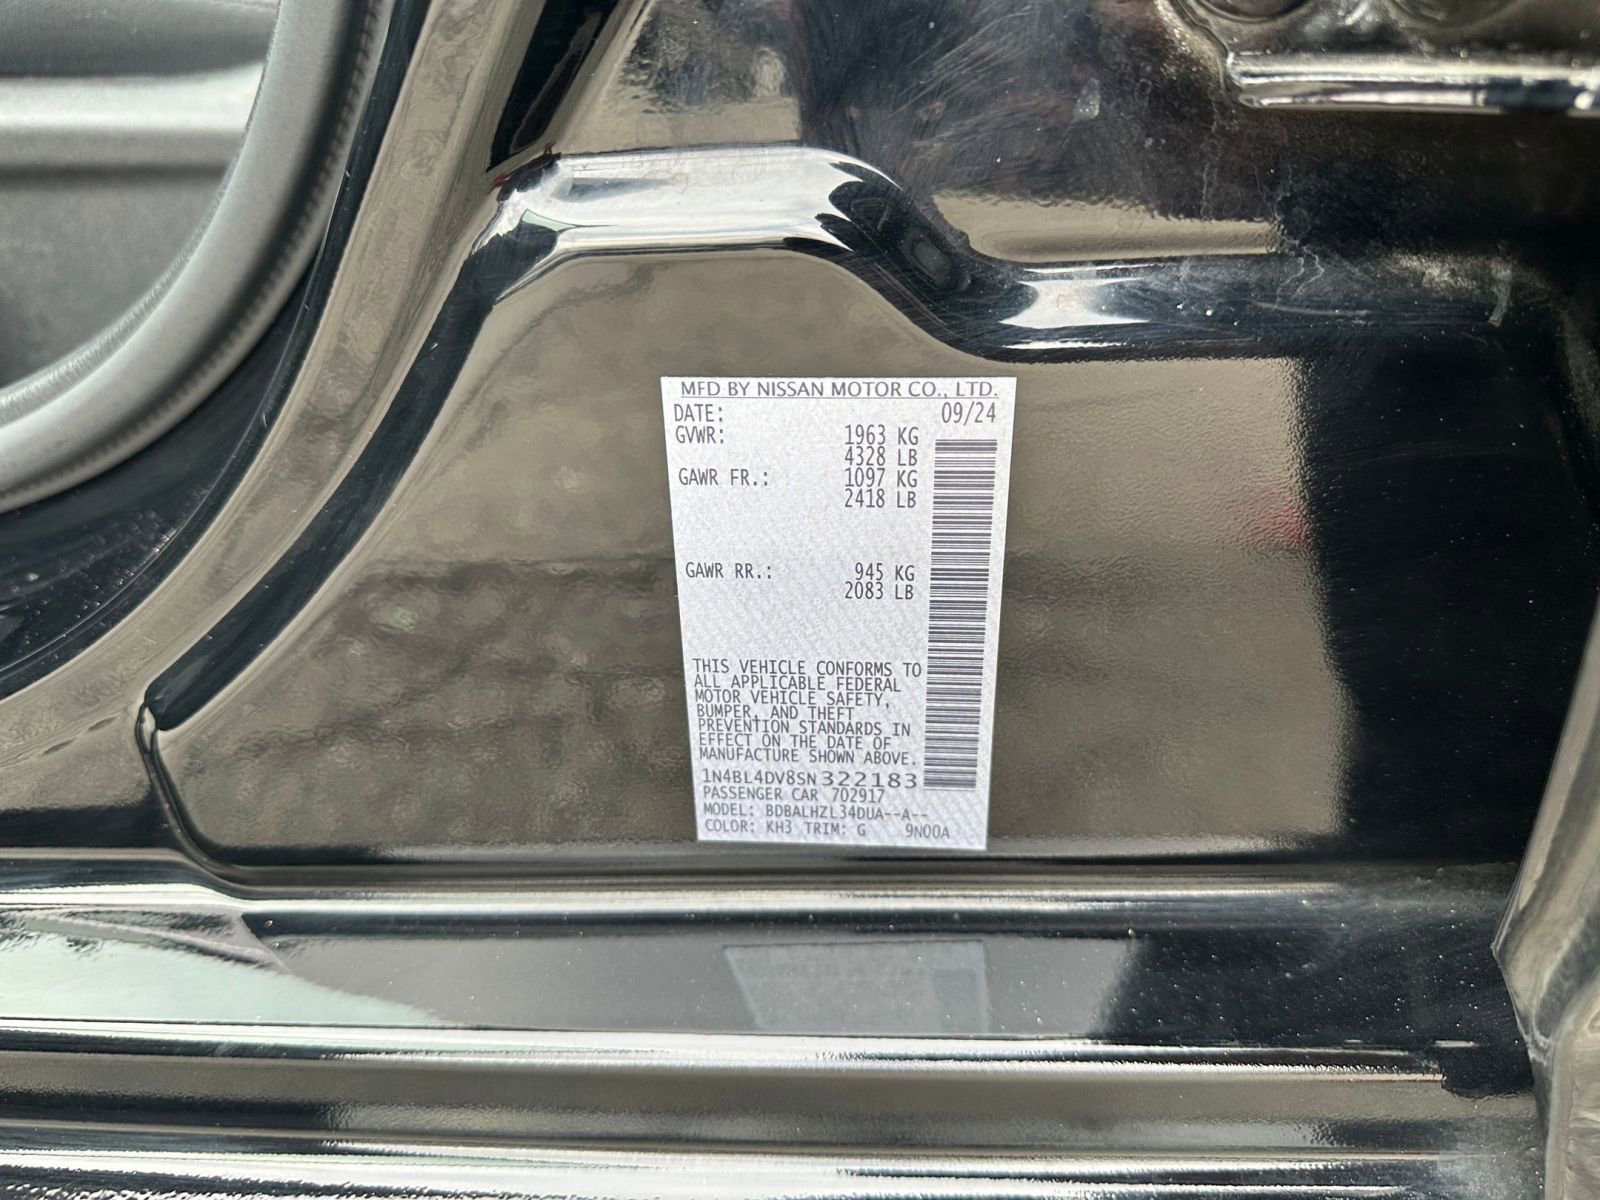 MFD BY NISSAN MOTOR CO., LTD.
DATE: 09/24
GVWR: 1963 KG
4328 LB
GAWR FR.: 1097 KG
2418 LB
GAWR RR.: 945 KG
2083 LB
THIS VEHICLE CONFORMS TO
ALL APPLICABLE FEDERAL
MOTOR VEHICLE SAFETY,
BUMPER, AND THEFT
PREVENTION STANDARDS IN
EFFECT ON THE DATE OF
MANUFACTURE SHOWN ABOVE.
1N4BL4DV8SN322183
PASSENGER CAR 702917
MODEL: BDBALHZL34DUA--A--
COLOR: KH3 TRIM: G 9N00A